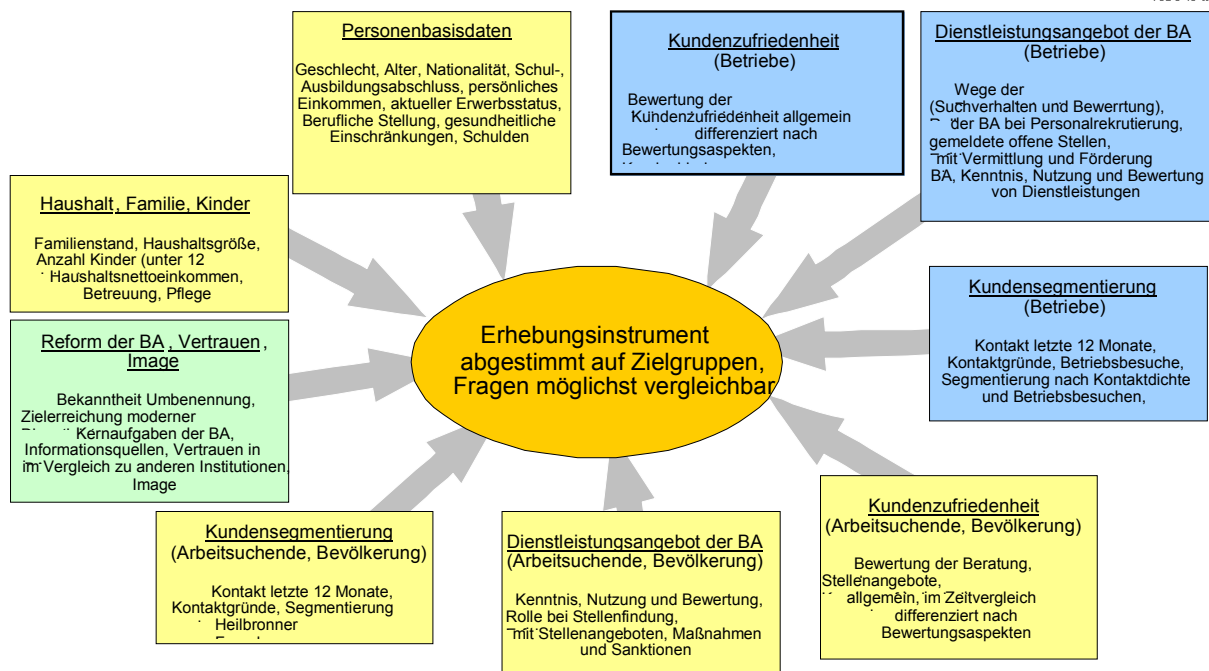 Personenbasisdaten
Geschlecht, Alter, Nationalität, Schul-,
Ausbildungsabschluss, persönliches
Einkommen, aktueller Erwerbsstatus,
Berufliche Stellung, gesundheitliche
Einschränkungen, Schulden
Kundenzufriedenheit
(Betriebe)
Bewertung der
Kundenzufriedenheit allgemein
differenziert nach
Bewertungsaspekten,
Dienstleistungsangebot der BA
(Betriebe)
Wege der
(Suchverhalten und Bewerrtung),
der BA bei Personalrekrutierung,
gemeldete offene Stellen,
mit Vermittlung und Förderung
BA, Kenntnis, Nutzung und Bewertung
von Dienstleistungen
Haushalt, Familie, Kinder
Familienstand, Haushaltsgröße,
Anzahl Kinder (unter 12
Haushaltsnettoeinkommen,
Betreuung, Pflege
Erhebungsinstrument
abgestimmt auf Zielgruppen,
Fragen möglichst vergleichbar
Kundensegmentierung
(Betriebe)
Kontakt letzte 12 Monate,
Kontaktgründe, Betriebsbesuche,
Segmentierung nach Kontaktdichte
und Betriebsbesuchen,
Reform der BA, Vertrauen,
Image
Bekanntheit Umbenennung,
Zielerreichung moderner
Kernaufgaben der BA,
Informationsquellen, Vertrauen in
im Vergleich zu anderen Institutionen,
Image
Kundensegmentierung
(Arbeitsuchende, Bevölkerung)
Kontakt letzte 12 Monate,
Kontaktgründe, Segmentierung
Heilbronner
Dienstleistungsangebot der BA
(Arbeitsuchende, Bevölkerung)
Kenntnis, Nutzung und Bewertung,
Rolle bei Stellenfindung,
mit Stellenangeboten, Maßnahmen
und Sanktionen
Kundenzufriedenheit
(Arbeitsuchende, Bevölkerung)
Bewertung der Beratung,
Stellenangebote,
allgemein, im Zeitvergleich
differenziert nach
Bewertungsaspekten